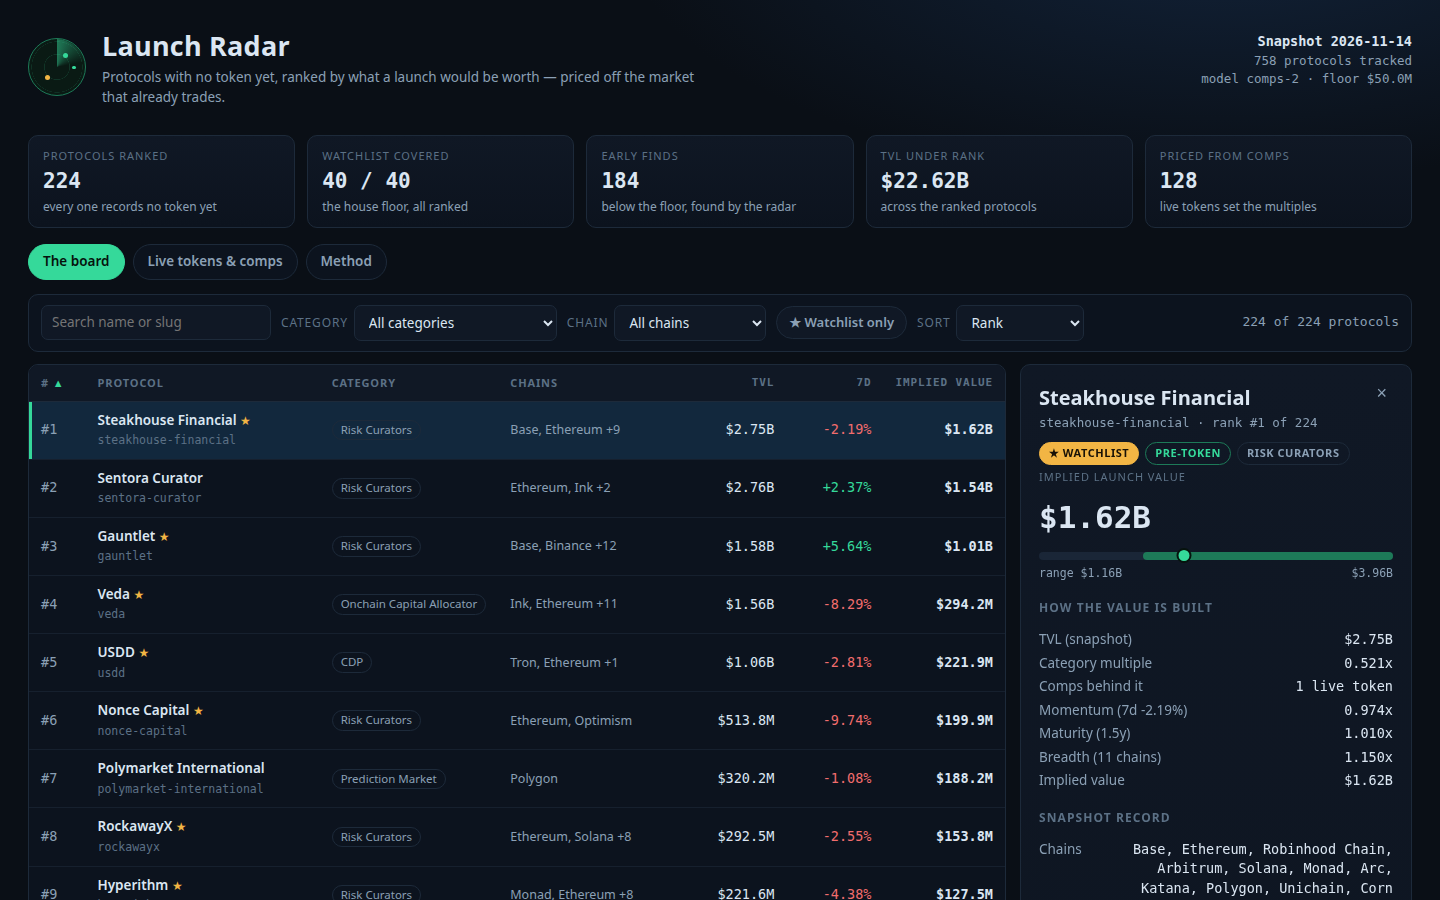 Launch Radar
Protocols with no token yet, ranked by what a launch would be worth — priced off the market
that already trades.
Snapshot 2026-11-14
758 protocols tracked
model comps-2 · floor $50.0M
PROTOCOLS RANKED
224
every one records no token yet
WATCHLIST COVERED
40 / 40
the house floor, all ranked
EARLY FINDS
184
below the floor, found by the radar
TVL UNDER RANK
$22.62B
across the ranked protocols
PRICED FROM COMPS
128
live tokens set the multiples
The board
Live tokens & comps
Method
Search name or slug
CATEGORY
All categories
CHAIN
All chains
★ Watchlist only
SORT
Rank
224 of 224 protocols
# ▲ PROTOCOL CATEGORY CHAINS TVL 7D IMPLIED VALUE
#1 Steakhouse Financial ★ Risk Curators Base, Ethereum +9 $2.75B -2.19% $1.62B
steakhouse-financial
#2 Sentora Curator Risk Curators Ethereum, Ink +2 $2.76B +2.37% $1.54B
sentora-curator
#3 Gauntlet ★ Risk Curators Base, Binance +12 $1.58B +5.64% $1.01B
gauntlet
#4 Veda ★ Onchain Capital Allocator Ink, Ethereum +11 $1.56B -8.29% $294.2M
veda
#5 USDD ★ CDP Tron, Ethereum +1 $1.06B -2.81% $221.9M
usdd
#6 Nonce Capital ★ Risk Curators Ethereum, Optimism $513.8M -9.74% $199.9M
nonce-capital
#7 Polymarket International Prediction Market Polygon $320.2M -1.08% $188.2M
polymarket-international
#8 RockawayX ★ Risk Curators Ethereum, Solana +8 $292.5M -2.55% $153.8M
rockawayx
#9 Hyperithm ★ Risk Curators Monad, Ethereum +8 $221.6M -4.38% $127.5M
Steakhouse Financial ×
steakhouse-financial · rank #1 of 224
★ WATCHLIST PRE-TOKEN RISK CURATORS
IMPLIED LAUNCH VALUE
$1.62B
range $1.16B $3.96B
HOW THE VALUE IS BUILT
TVL (snapshot) $2.75B
Category multiple 0.521x
Comps behind it 1 live token
Momentum (7d -2.19%) 0.974x
Maturity (1.5y) 1.010x
Breadth (11 chains) 1.150x
Implied value $1.62B
SNAPSHOT RECORD
Chains Base, Ethereum, Robinhood Chain,
Arbitrum, Solana, Monad, Arc,
Katana, Polygon, Unichain, Corn